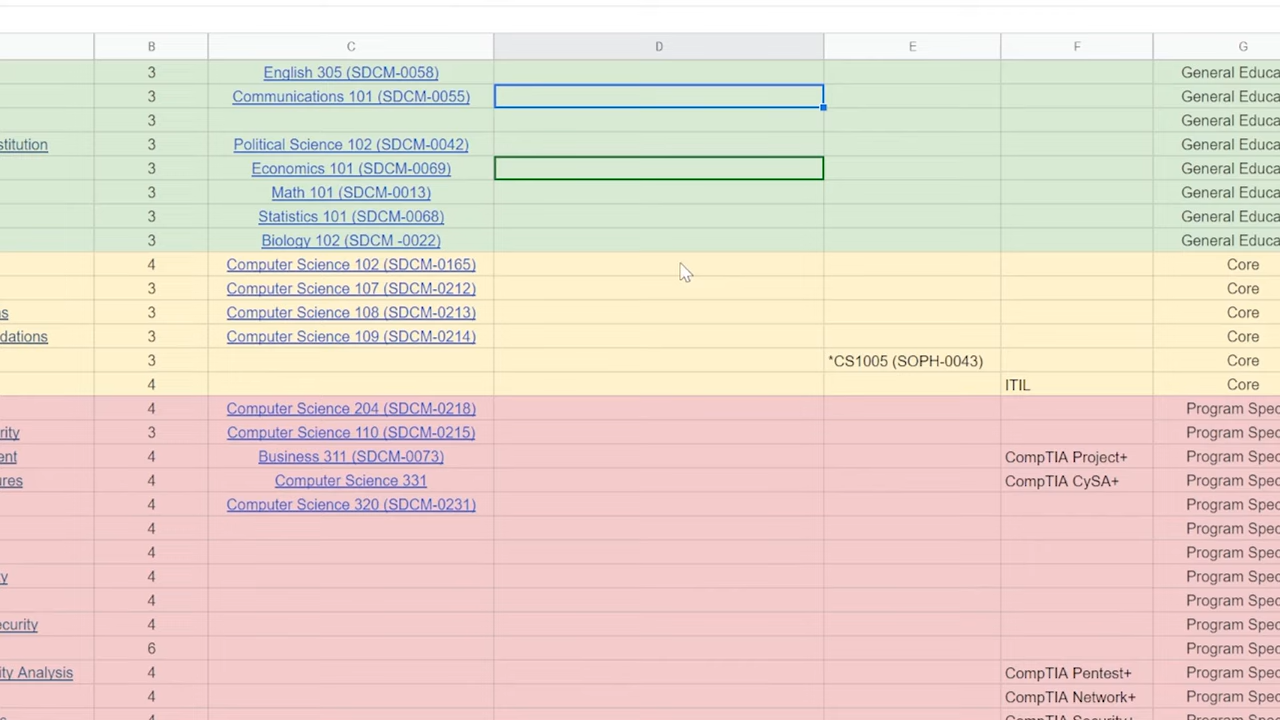 B C D E F G
3 English 305 (SDCM-0058) General Educa
3 Communications 101 (SDCM-0055) General Educa
3 General Educa
stitution 3 Political Science 102 (SDCM-0042) General Educa
3 Economics 101 (SDCM-0069) General Educa
3 Math 101 (SDCM-0013) General Educa
3 Statistics 101 (SDCM-0068) General Educa
3 Biology 102 (SDCM -0022) General Educa
4 Computer Science 102 (SDCM-0165) Core
3 Computer Science 107 (SDCM-0212) Core
s 3 Computer Science 108 (SDCM-0213) Core
dations 3 Computer Science 109 (SDCM-0214) Core
3 *CS1005 (SOPH-0043) Core
4 ITIL Core
4 Computer Science 204 (SDCM-0218) Program Spec
rity 3 Computer Science 110 (SDCM-0215) Program Spec
ent 4 Business 311 (SDCM-0073) CompTIA Project+ Program Spec
ures 4 Computer Science 331 CompTIA CySA+ Program Spec
4 Computer Science 320 (SDCM-0231) Program Spec
4 Program Spec
4 Program Spec
y 4 Program Spec
4 Program Spec
ecurity 4 Program Spec
6 Program Spec
ity Analysis 4 CompTIA Pentest+ Program Spec
4 CompTIA Network+ Program Spec
4 CompTIA Security+ Program Spec